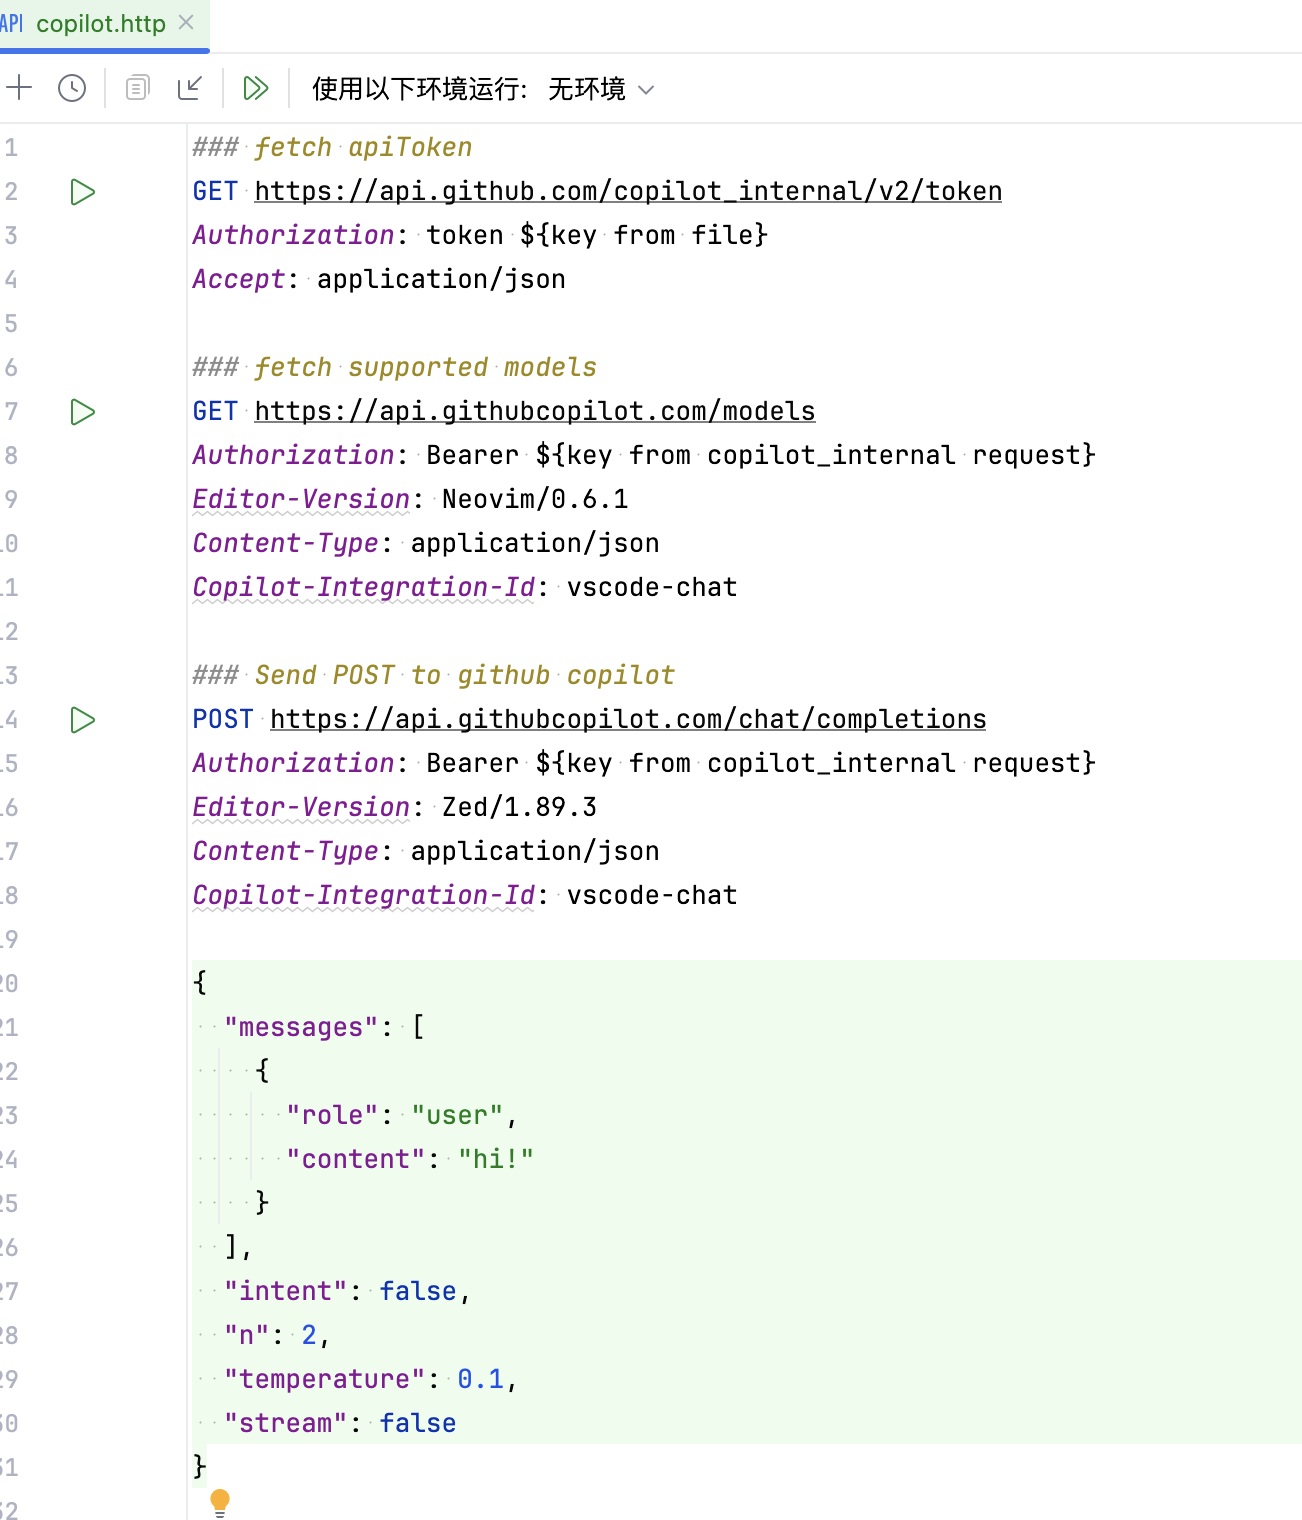 API copilot.http
使用以下环境运行: 无环境
1 ### fetch apiToken
2 GET https://api.github.com/copilot_internal/v2/token
3 Authorization: token ${key from file}
4 Accept: application/json
5
6 ### fetch supported models
7 GET https://api.githubcopilot.com/models
8 Authorization: Bearer ${key from copilot_internal request}
9 Editor-Version: Neovim/0.6.1
10 Content-Type: application/json
11 Copilot-Integration-Id: vscode-chat
12
13 ### Send POST to github copilot
14 POST https://api.githubcopilot.com/chat/completions
15 Authorization: Bearer ${key from copilot_internal request}
16 Editor-Version: Zed/1.89.3
17 Content-Type: application/json
18 Copilot-Integration-Id: vscode-chat
19
20 {
21   "messages": [
22     {
23       "role": "user",
24       "content": "hi!"
25     }
26   ],
27   "intent": false,
28   "n": 2,
29   "temperature": 0.1,
30   "stream": false
31 }
32